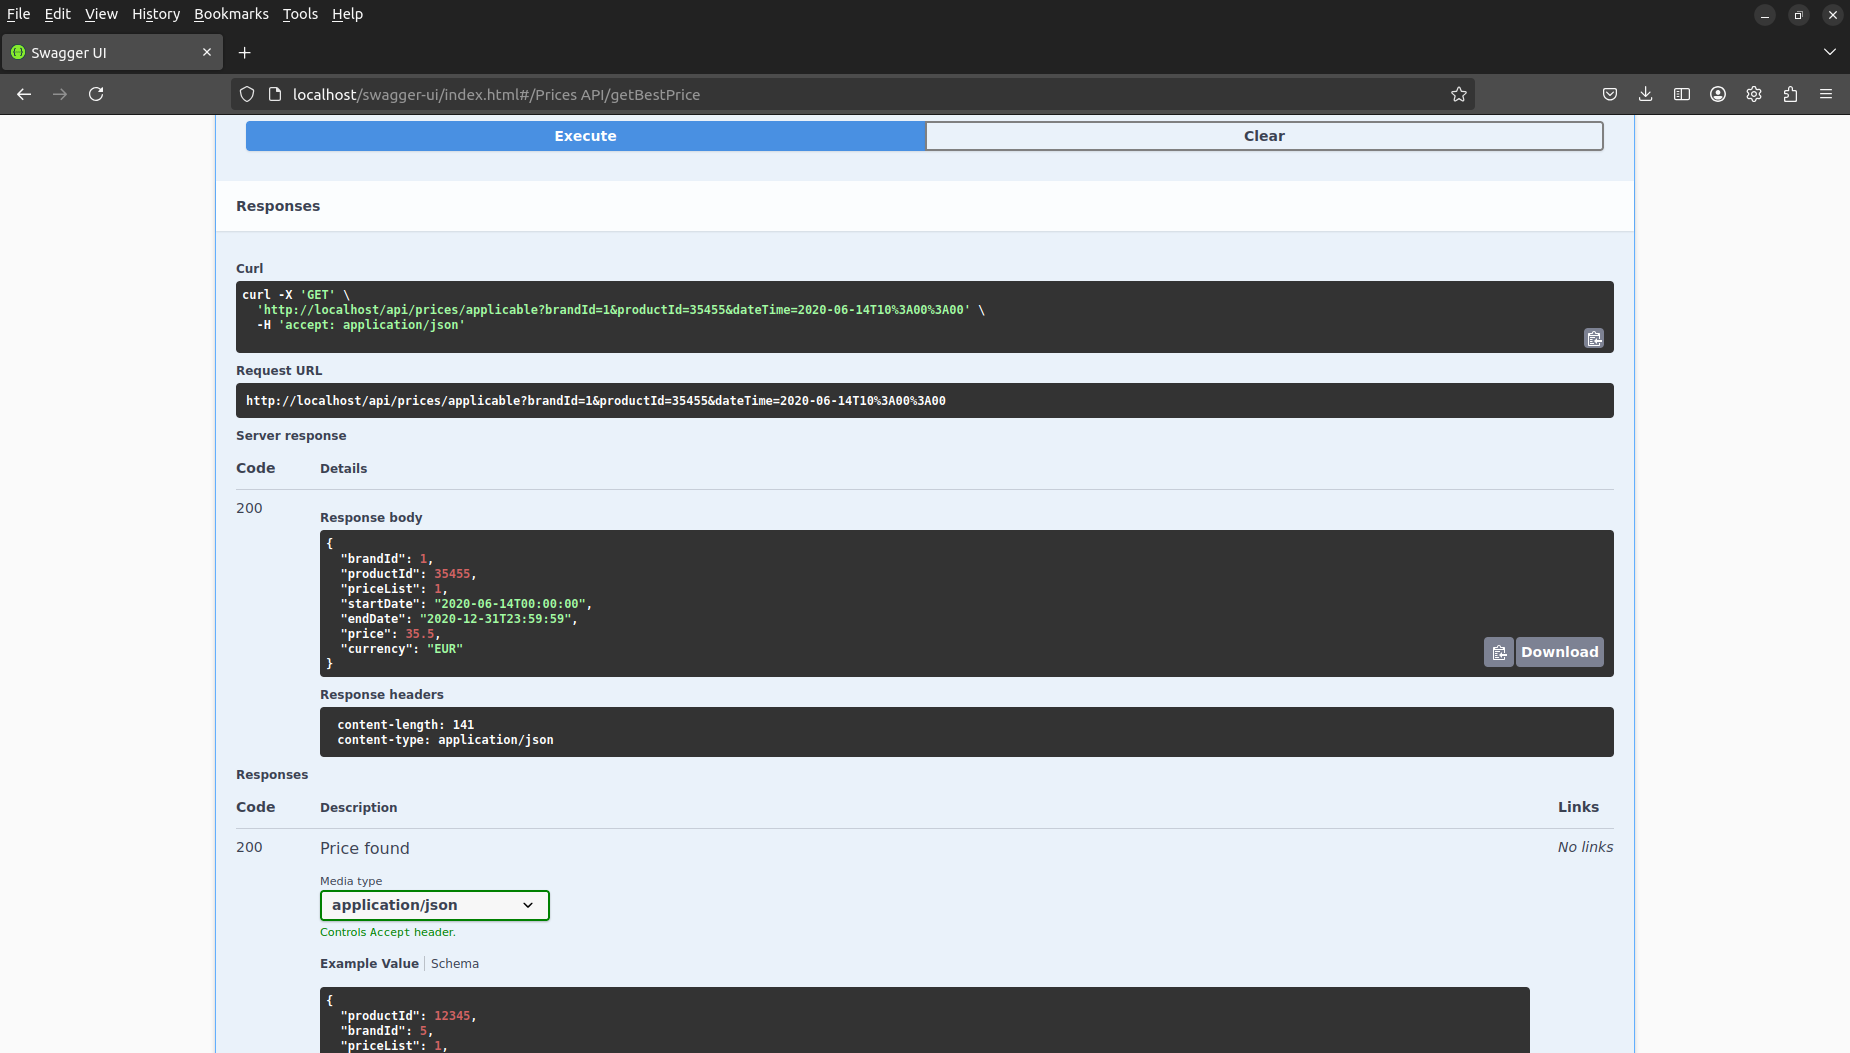 File Edit View History Bookmarks Tools Help
Swagger UI
localhost/swagger-ui/index.html#/Prices API/getBestPrice
Execute Clear
Responses
Curl
curl -X 'GET' \
'http://localhost/api/prices/applicable?brandId=1&productId=35455&dateTime=2020-06-14T10%3A00%3A00' \
-H 'accept: application/json'
Request URL
http://localhost/api/prices/applicable?brandId=1&productId=35455&dateTime=2020-06-14T10%3A00%3A00
Server response
Code Details
200
Response body
{
"brandId": 1,
"productId": 35455,
"priceList": 1,
"startDate": "2020-06-14T00:00:00",
"endDate": "2020-12-31T23:59:59",
"price": 35.5,
"currency": "EUR"
}
Download
Response headers
content-length: 141
content-type: application/json
Responses
Code Description Links
200 Price found No links
Media type
application/json
Controls Accept header.
Example Value Schema
{
"productId": 12345,
"brandId": 5,
"priceList": 1,